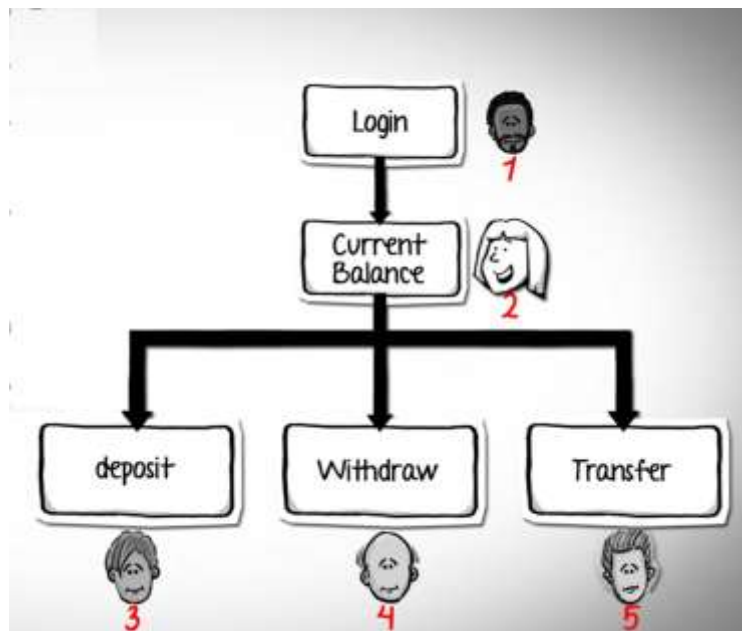 Login
1
Current
Balance
2
deposit
Withdraw
Transfer
3
4
5